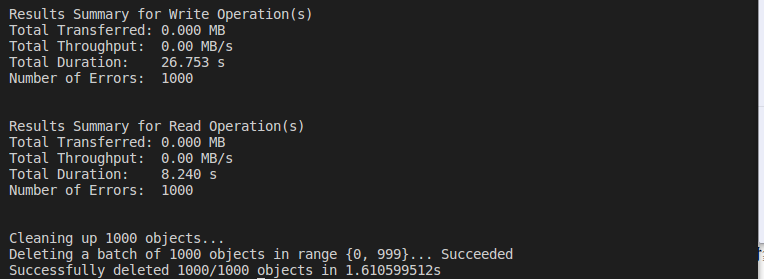 Results Summary for Write Operation(s)
Total Transferred: 0.000 MB
Total Throughput:  0.00 MB/s
Total Duration:    26.753 s
Number of Errors:  1000
Results Summary for Read Operation(s)
Total Transferred: 0.000 MB
Total Throughput:  0.00 MB/s
Total Duration:    8.240 s
Number of Errors:  1000
Cleaning up 1000 objects...
Deleting a batch of 1000 objects in range {0, 999}... Succeeded
Successfully deleted 1000/1000 objects in 1.610599512s